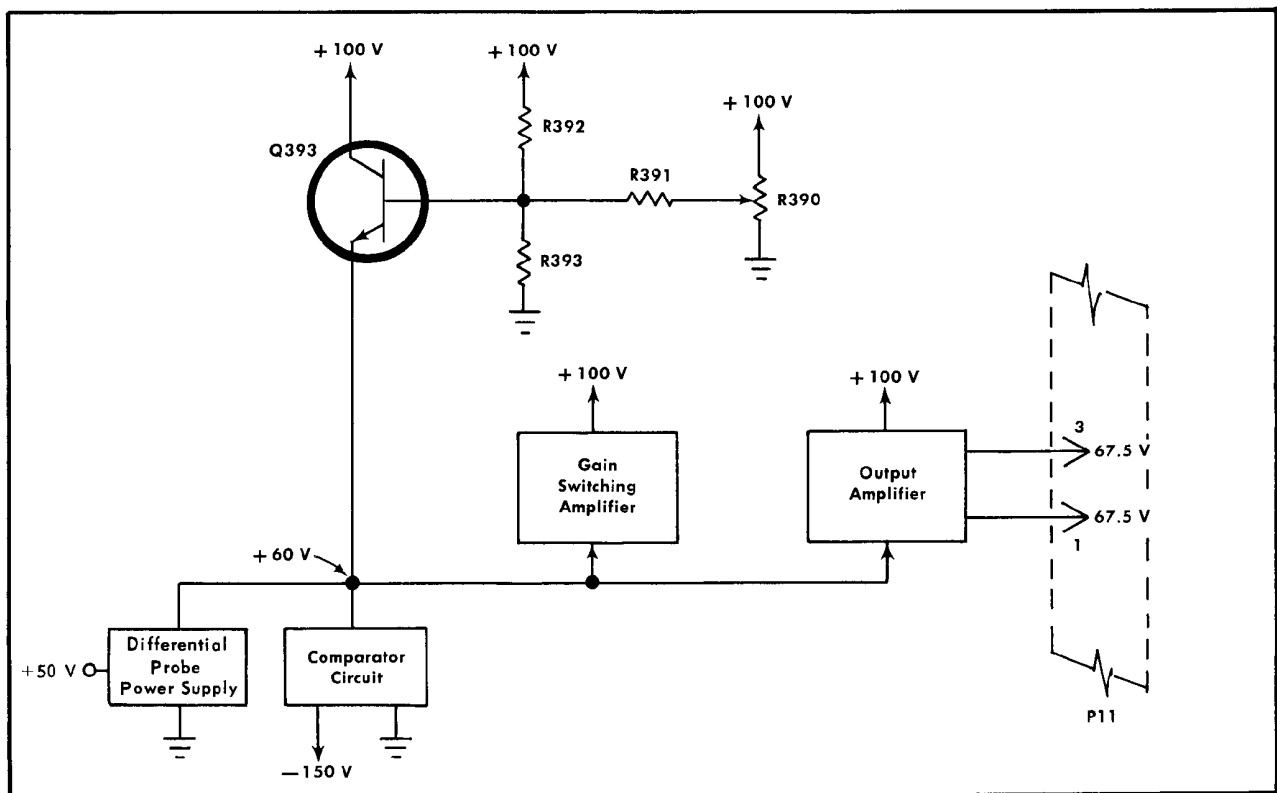 + 100 V
+ 100 V
+ 100 V
R392
Q393
R391
R390
R393
+ 100 V
+ 100 V
3
67.5 V
Gain
Switching
Amplifier
Output
Amplifier
67.5 V
1
+ 60 V
Differential
Probe
Power Supply
+50 V
Comparator
Circuit
P11
—150 V